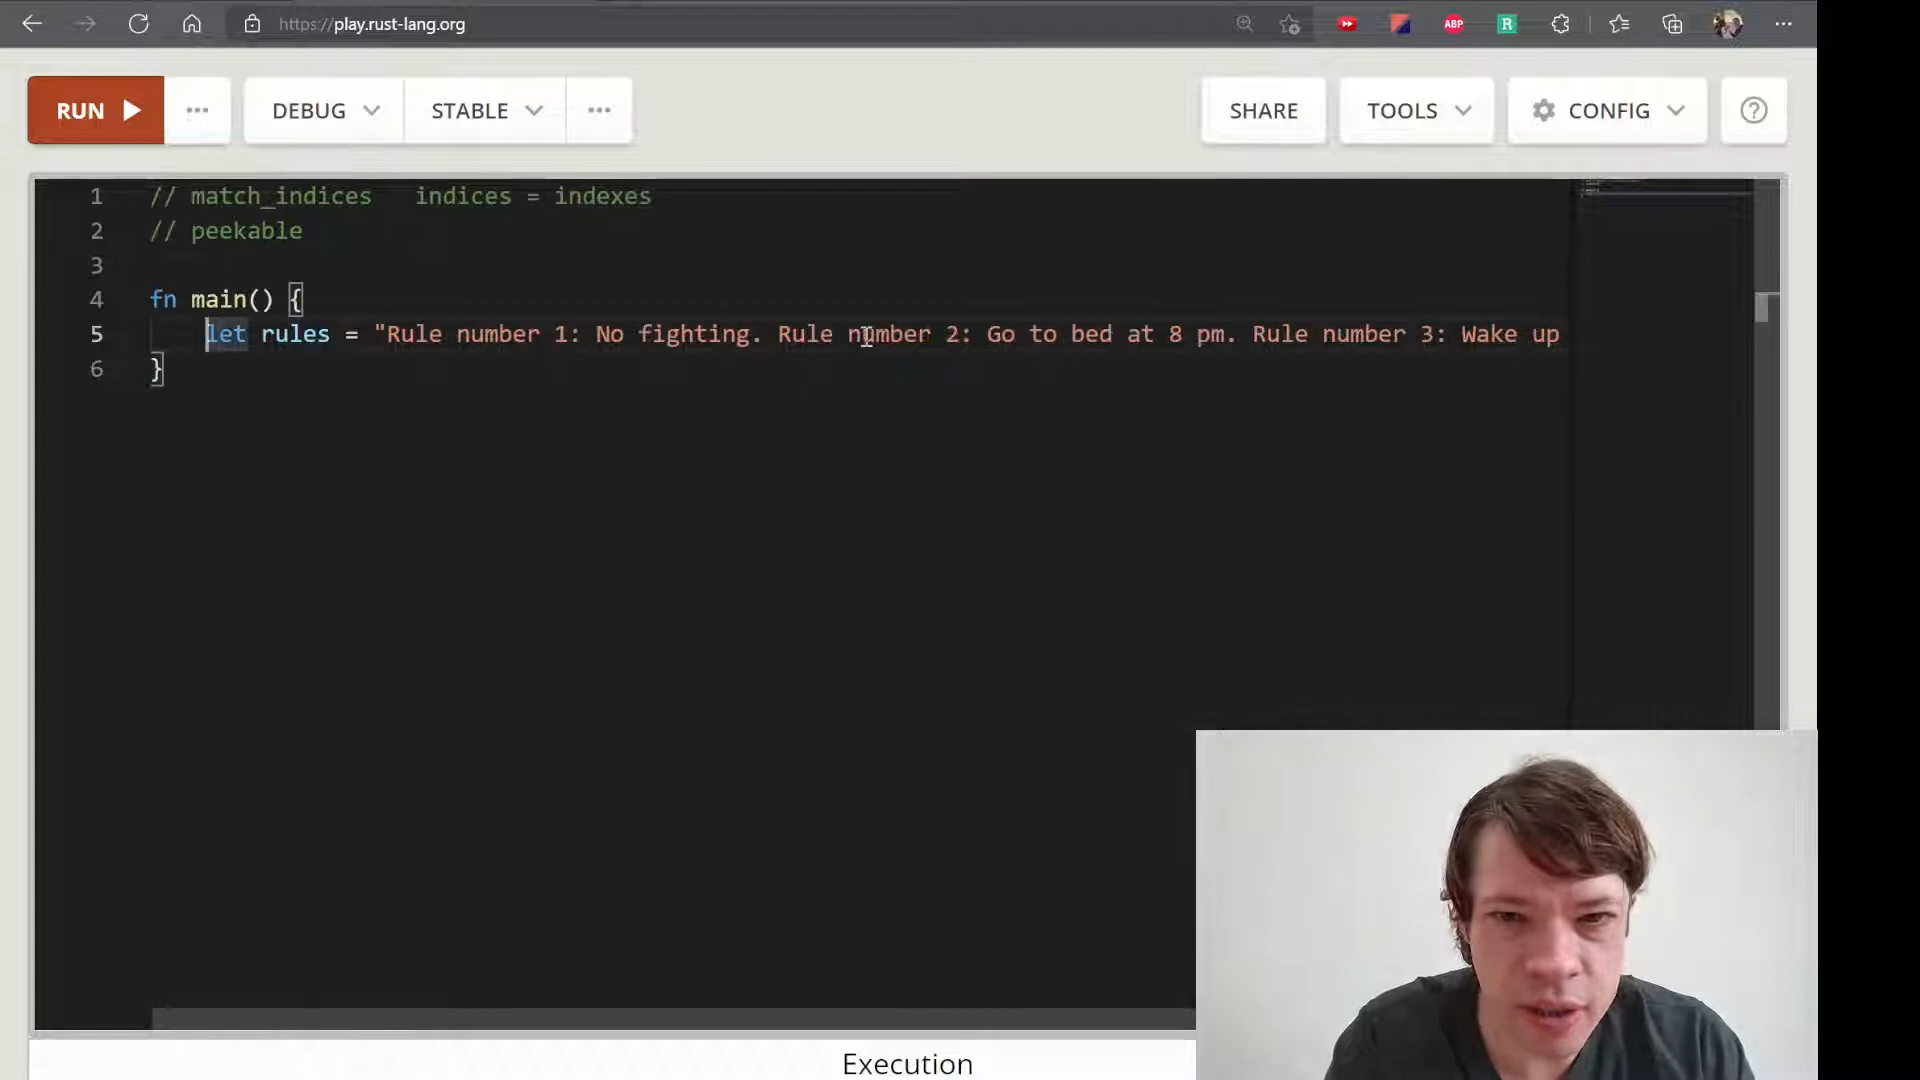 https://play.rust-lang.org
ABP
R
RUN
DEBUG
STABLE
SHARE
TOOLS
CONFIG
1 // match_indices indices = indexes
2 // peekable
3
4 fn main() {
5 let rules = "Rule number 1: No fighting. Rule number 2: Go to bed at 8 pm. Rule number 3: Wake up
6 }
Execution